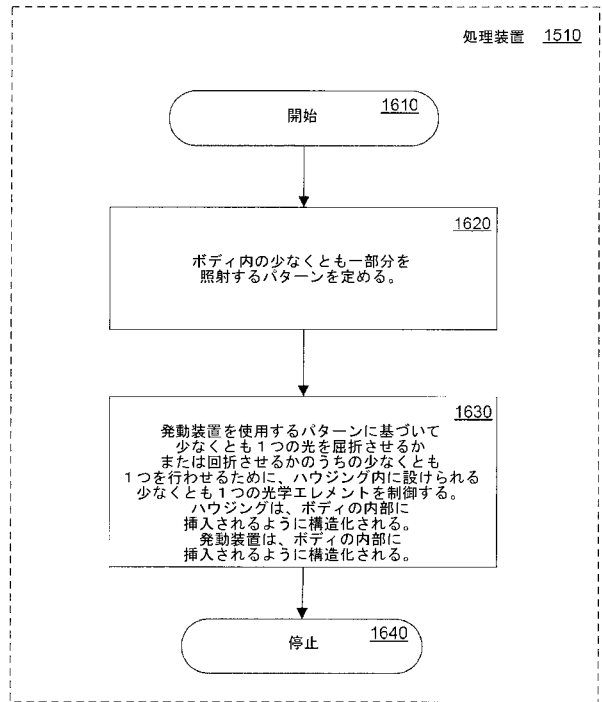 処理装置 1510
1610
開始
1620
ボディ内の少なくとも一部分を
照射するパターンを定める。
1630
発動装置を使用するパターンに基づいて
少なくとも1つの光を屈折させるか
または回折させるかのうちの少なくとも
1つを行わせるために、ハウジング内に設けられる
少なくとも1つの光学エレメントを制御する。
ハウジングは、ボディの内部に
挿入されるように構造化される。
発動装置は、ボディの内部に
挿入されるように構造化される。
1640
停止